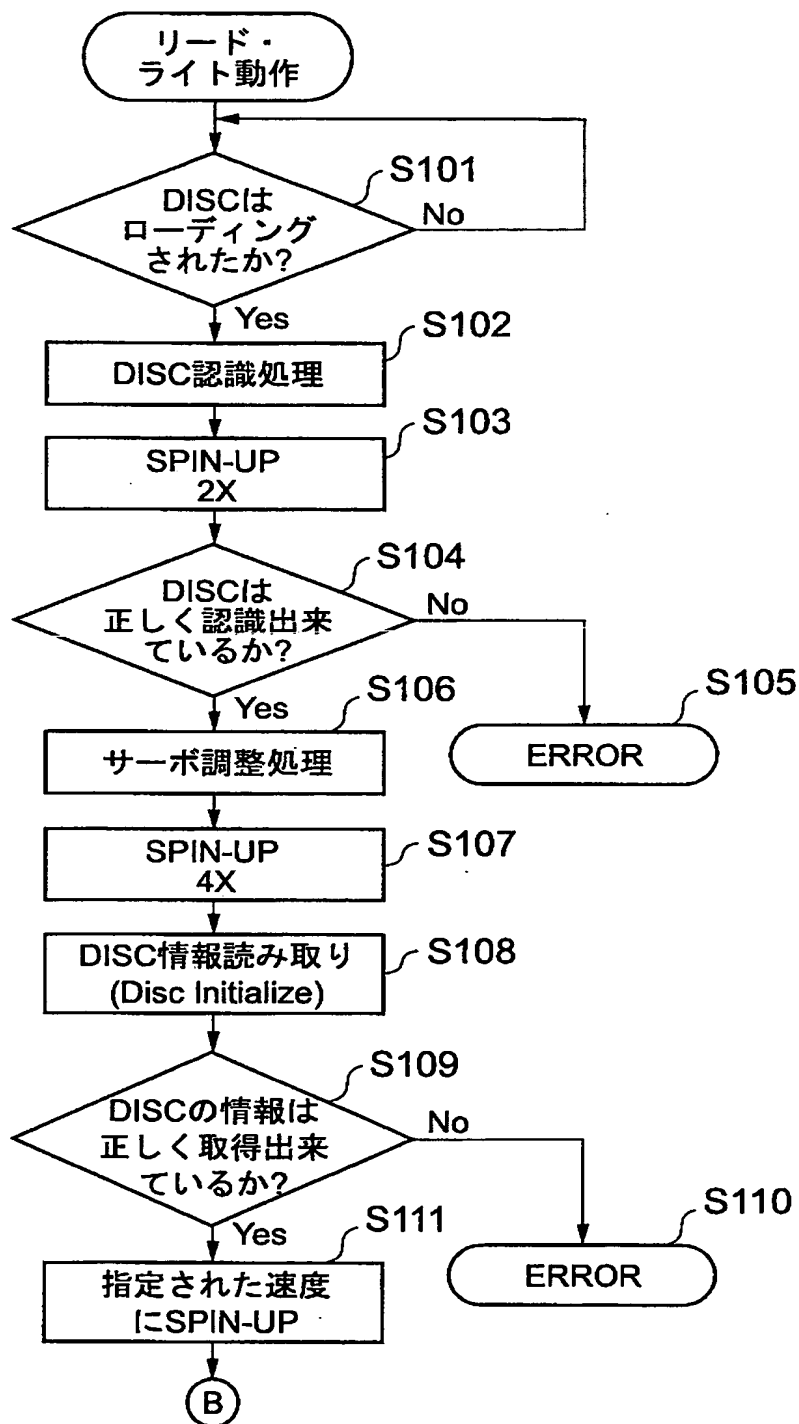 リード・
ライト動作
S101
DISCは
ローディング
されたか?
No
Yes
S102
DISC認識処理
S103
SPIN-UP
2X
S104
DISCは
正しく認識出来
ているか?
No
Yes
S106
S105
サーボ調整処理
ERROR
SPIN-UP
4X
S107
DISC情報読み取り
(Disc Initialize)
S108
S109
DISCの情報は
正しく取得出来
ているか?
No
Yes
S111
S110
指定された速度
にSPIN-UP
ERROR
B